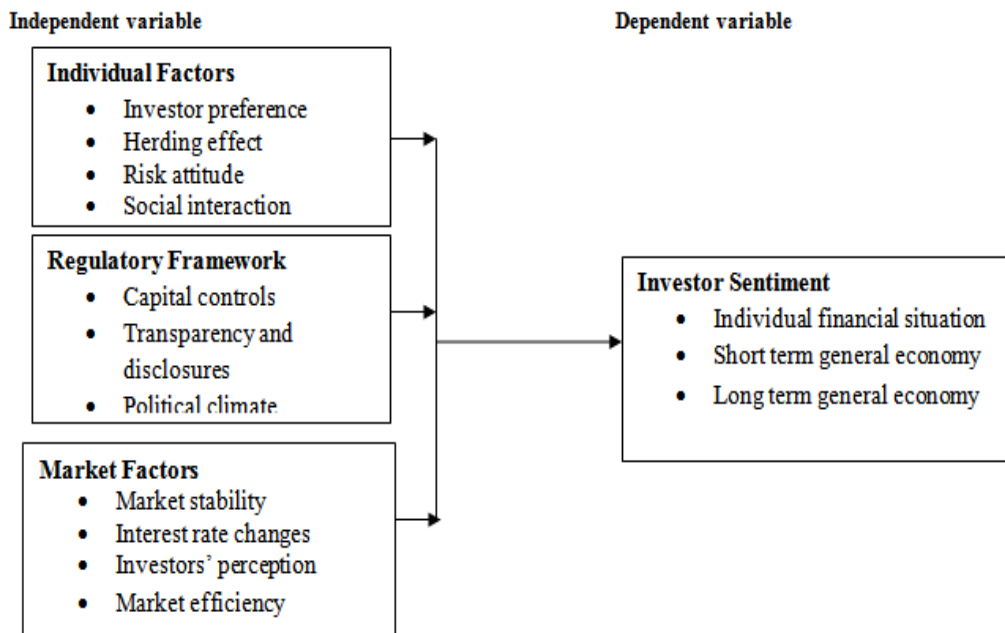 Independent variable
Dependent variable
Individual Factors
• Investor preference
• Herding effect
• Risk attitude
• Social interaction
Regulatory Framework
• Capital controls
• Transparency and
disclosures
• Political climate
Market Factors
• Market stability
• Interest rate changes
• Investors’ perception
• Market efficiency
Investor Sentiment
• Individual financial situation
• Short term general economy
• Long term general economy